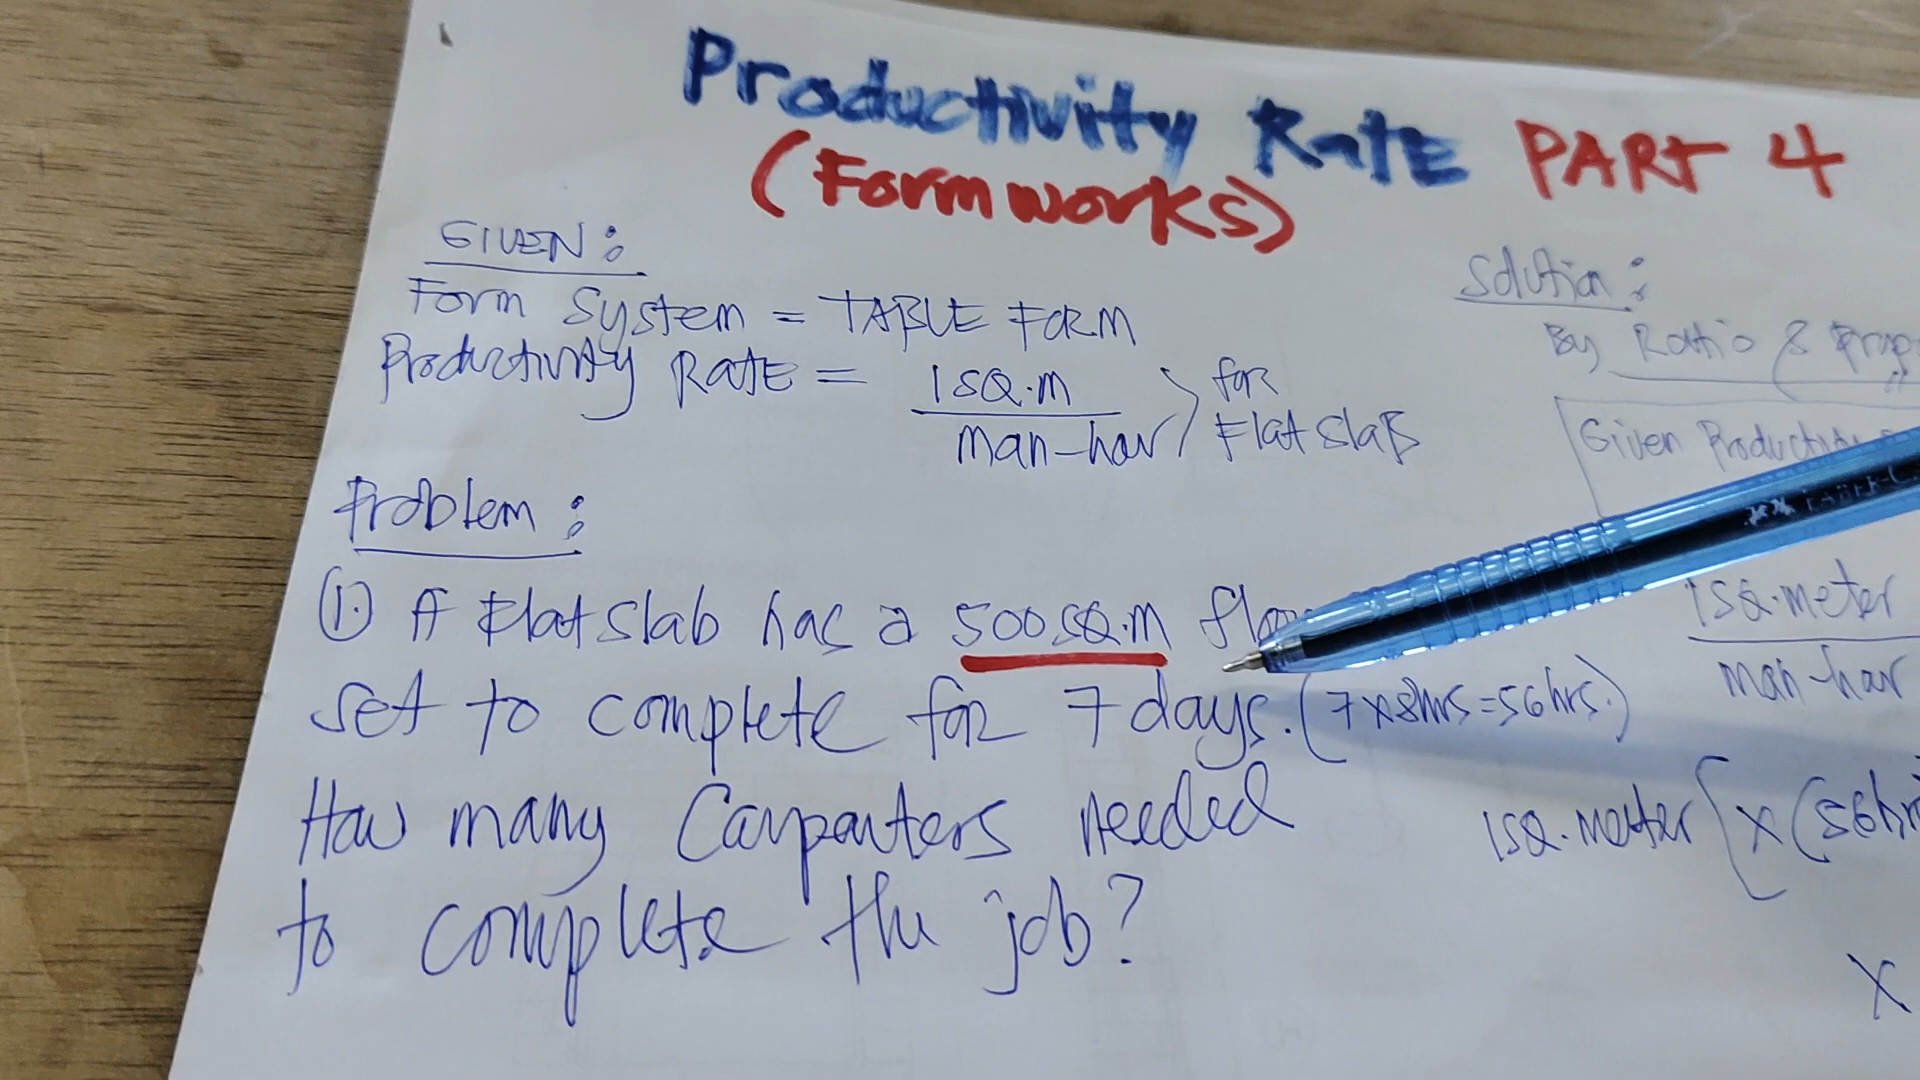 Productivity RatE PART 4
(Formworks)
GIVEN:
Form System = TABLE FORM
Productivity RatE = 1SQ.m / man-hour } for Flat Slab
Problem:
(1.) A Flat Slab has a 500SQ.m
set to complete for 7 days. (7x8hrs=56hrs.)
How many Carpenters needed
to complete the job?
Solution:
By Ratio &
Given
1SQ.meter
man-hour
1SQ.meter { x (56hr
X